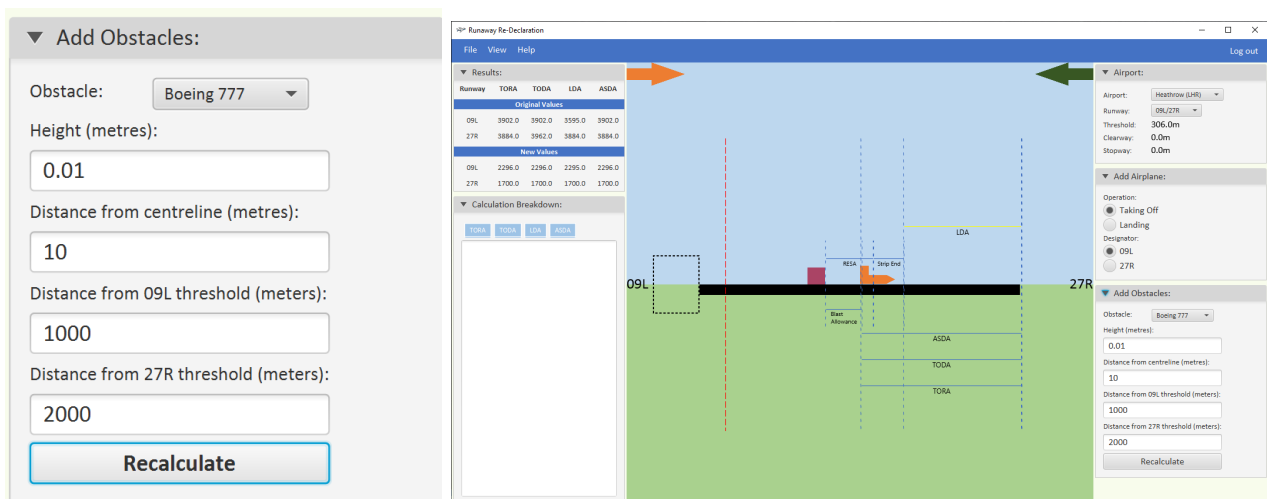 Add Obstacles:
Obstacle: Boeing 777
Height (metres):
0.01
Distance from centreline (metres):
10
Distance from 09L threshold (meters):
1000
Distance from 27R threshold (meters):
2000
Recalculate
Runaway Re-Declaration
File View Help Log out
Results:
Runway TORA TODA LDA ASDA
Original Values
09L 3902.0 3902.0 3595.0 3902.0
27R 3884.0 3962.0 3884.0 3884.0
New Values
09L 2296.0 2296.0 2295.0 2296.0
27R 1700.0 1700.0 1700.0 1700.0
Calculation Breakdown:
TORA TODA LDA ASDA
LDA
RESA Strip End
09L 27R
Blast
Allowance
ASDA
TODA
TORA
Airport:
Airport: Heathrow (LHR)
Runway: 09L/27R
Threshold: 306.0m
Clearway: 0.0m
Stopway: 0.0m
Add Airplane:
Operation:
Taking Off
Landing
Designator:
09L
27R
Add Obstacles:
Obstacle: Boeing 777
Height (metres):
0.01
Distance from centreline (metres):
10
Distance from 09L threshold (meters):
1000
Distance from 27R threshold (meters):
2000
Recalculate